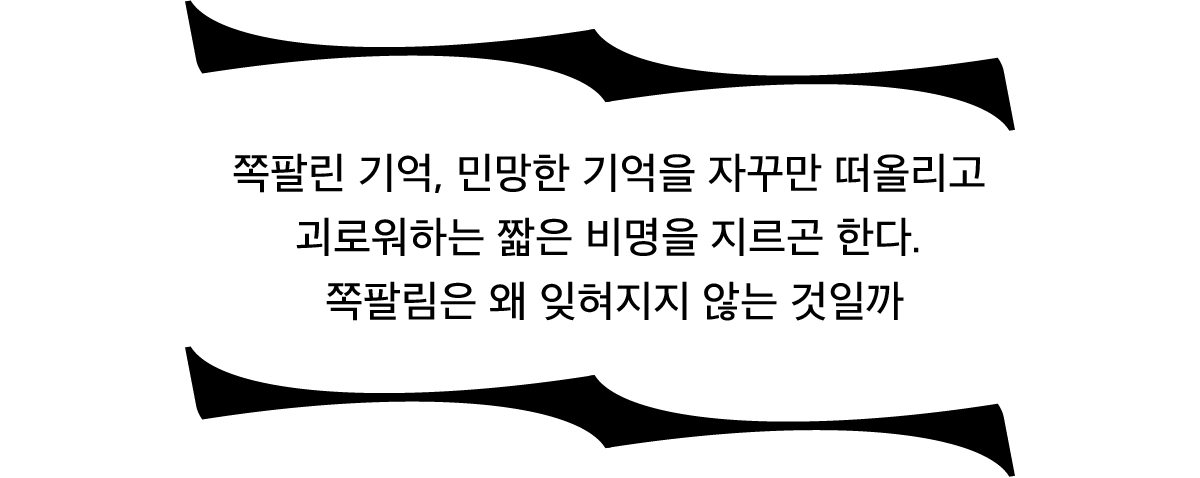 쪽팔린 기억, 민망한 기억을 자꾸만 떠올리고
괴로워하는 짧은 비명을 지르곤 한다.
쪽팔림은 왜 잊혀지지 않는 것일까